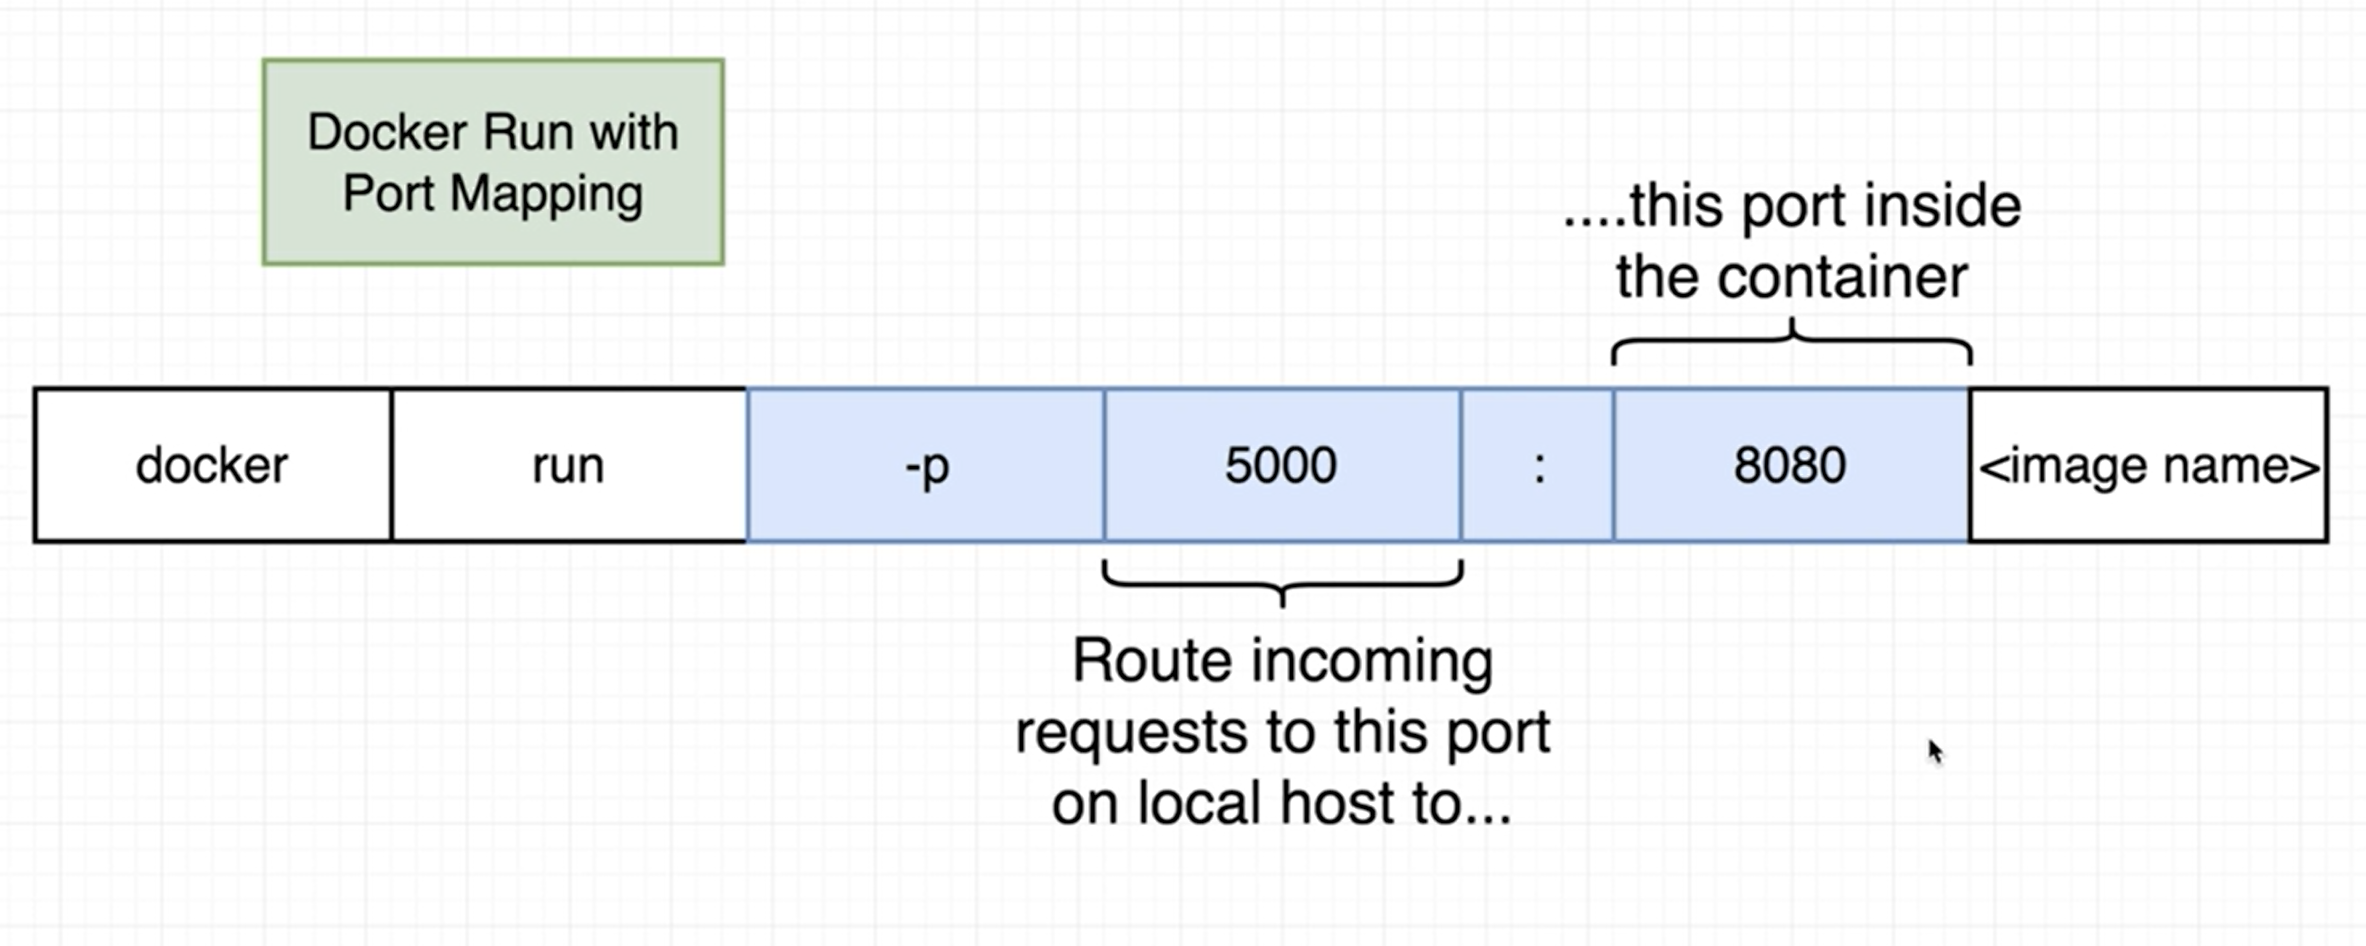 Docker Run with
Port Mapping
....this port inside
the container
docker run -p 5000 : 8080 <image name>
Route incoming
requests to this port
on local host to...